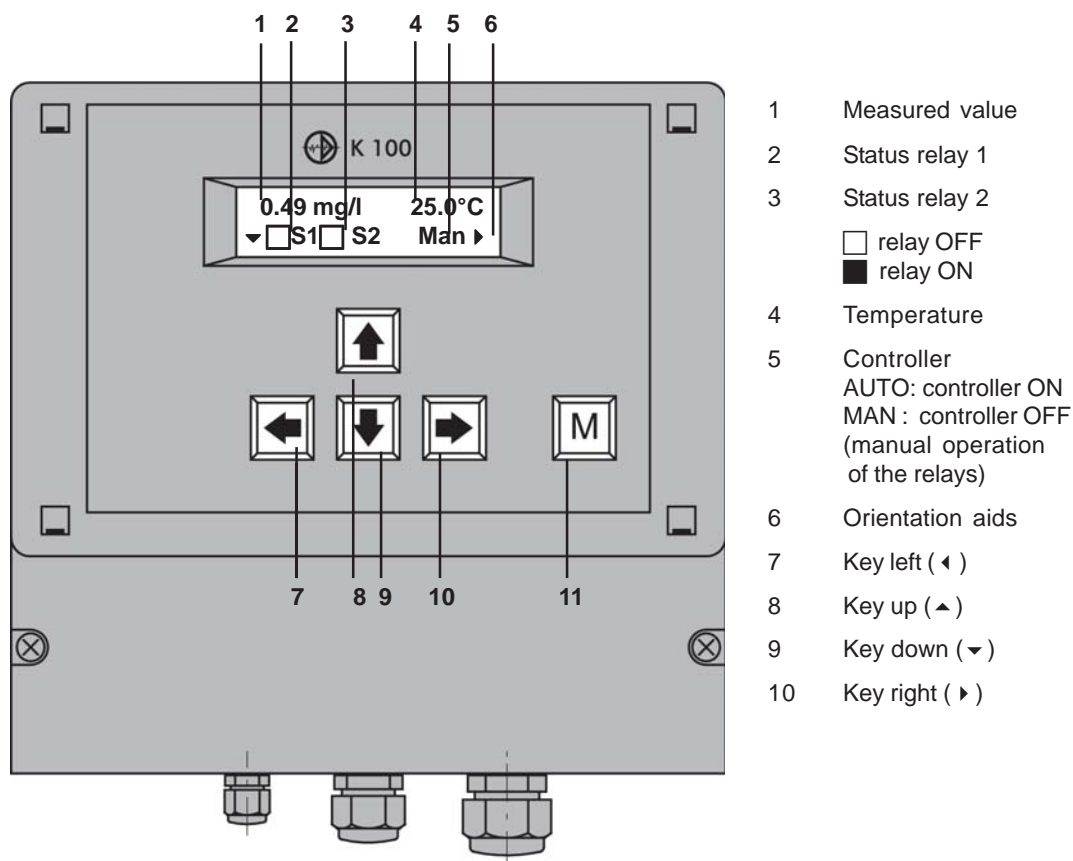 1 2 3 4 5 6
K 100
0.49 mg/l 25.0°C
▾ □S1□ S2 Man ▸
M
7 8 9 10 11
1 Measured value
2 Status relay 1
3 Status relay 2
□ relay OFF
■ relay ON
4 Temperature
5 Controller
AUTO: controller ON
MAN : controller OFF
(manual operation
of the relays)
6 Orientation aids
7 Key left ( ◂ )
8 Key up ( ▴ )
9 Key down ( ▾ )
10 Key right ( ▸ )